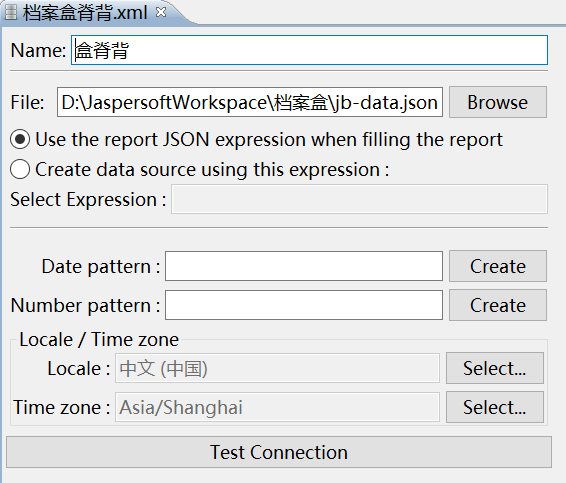 档案盒脊背.xml
Name: 盒脊背
File: D:\JaspersoftWorkspace\档案盒\jb-data.json Browse
Use the report JSON expression when filling the report
Create data source using this expression :
Select Expression :
Date pattern : Create
Number pattern : Create
Locale / Time zone
Locale : 中文 (中国) Select...
Time zone : Asia/Shanghai Select...
Test Connection